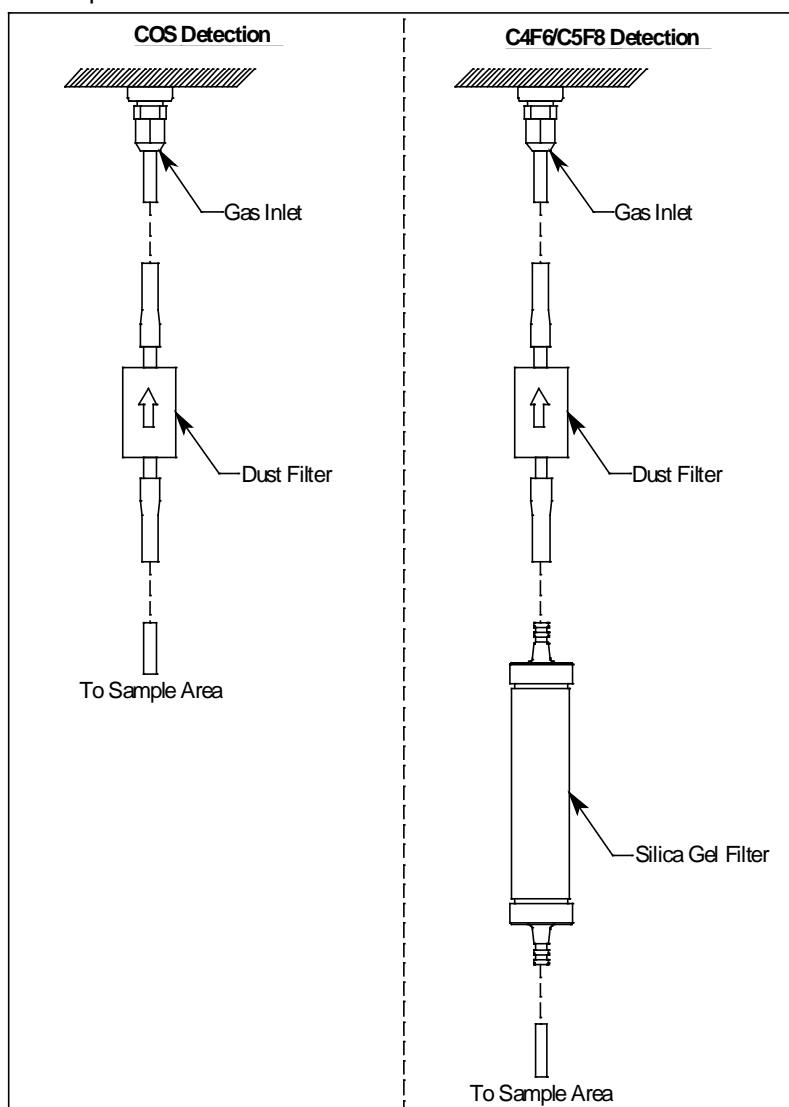 COS Detection
Gas Inlet
Dust Filter
To Sample Area
C4F6/C5F8 Detection
Gas Inlet
Dust Filter
Silica Gel Filter
To Sample Area